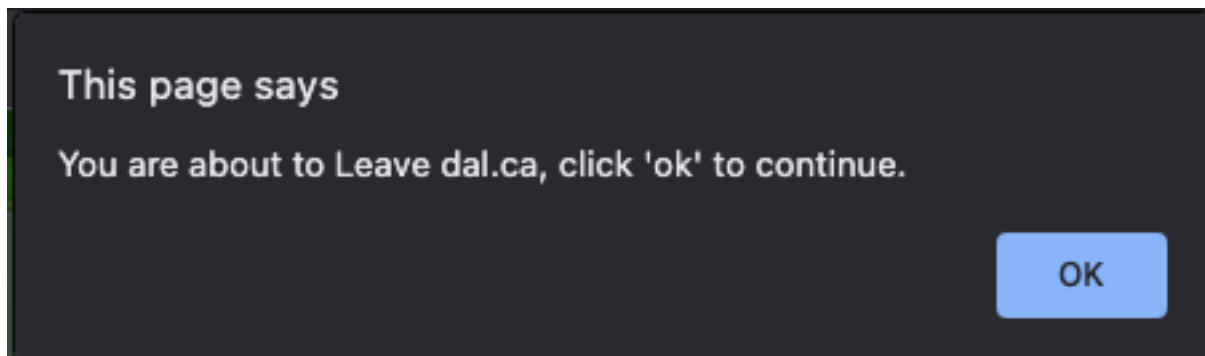 This page says
You are about to Leave dal.ca, click 'ok' to continue.
OK